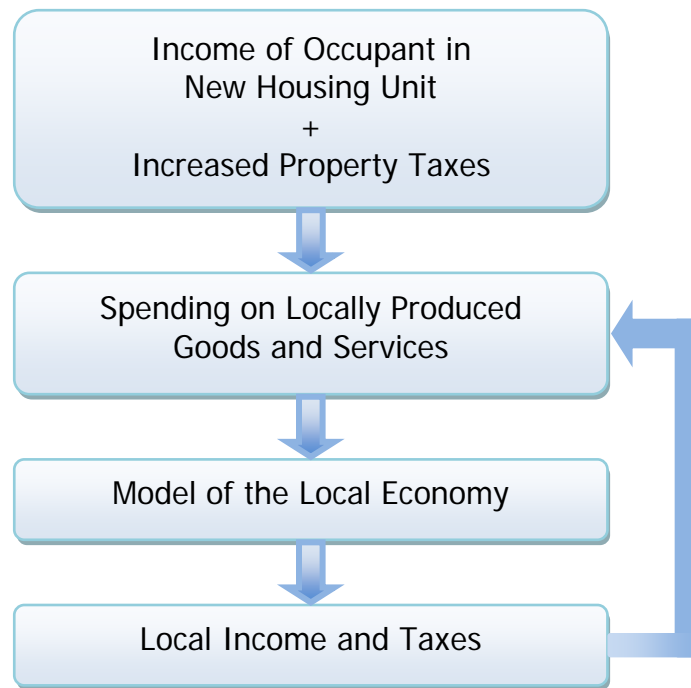 Income of Occupant in
New Housing Unit
+
Increased Property Taxes
Spending on Locally Produced
Goods and Services
Model of the Local Economy
Local Income and Taxes